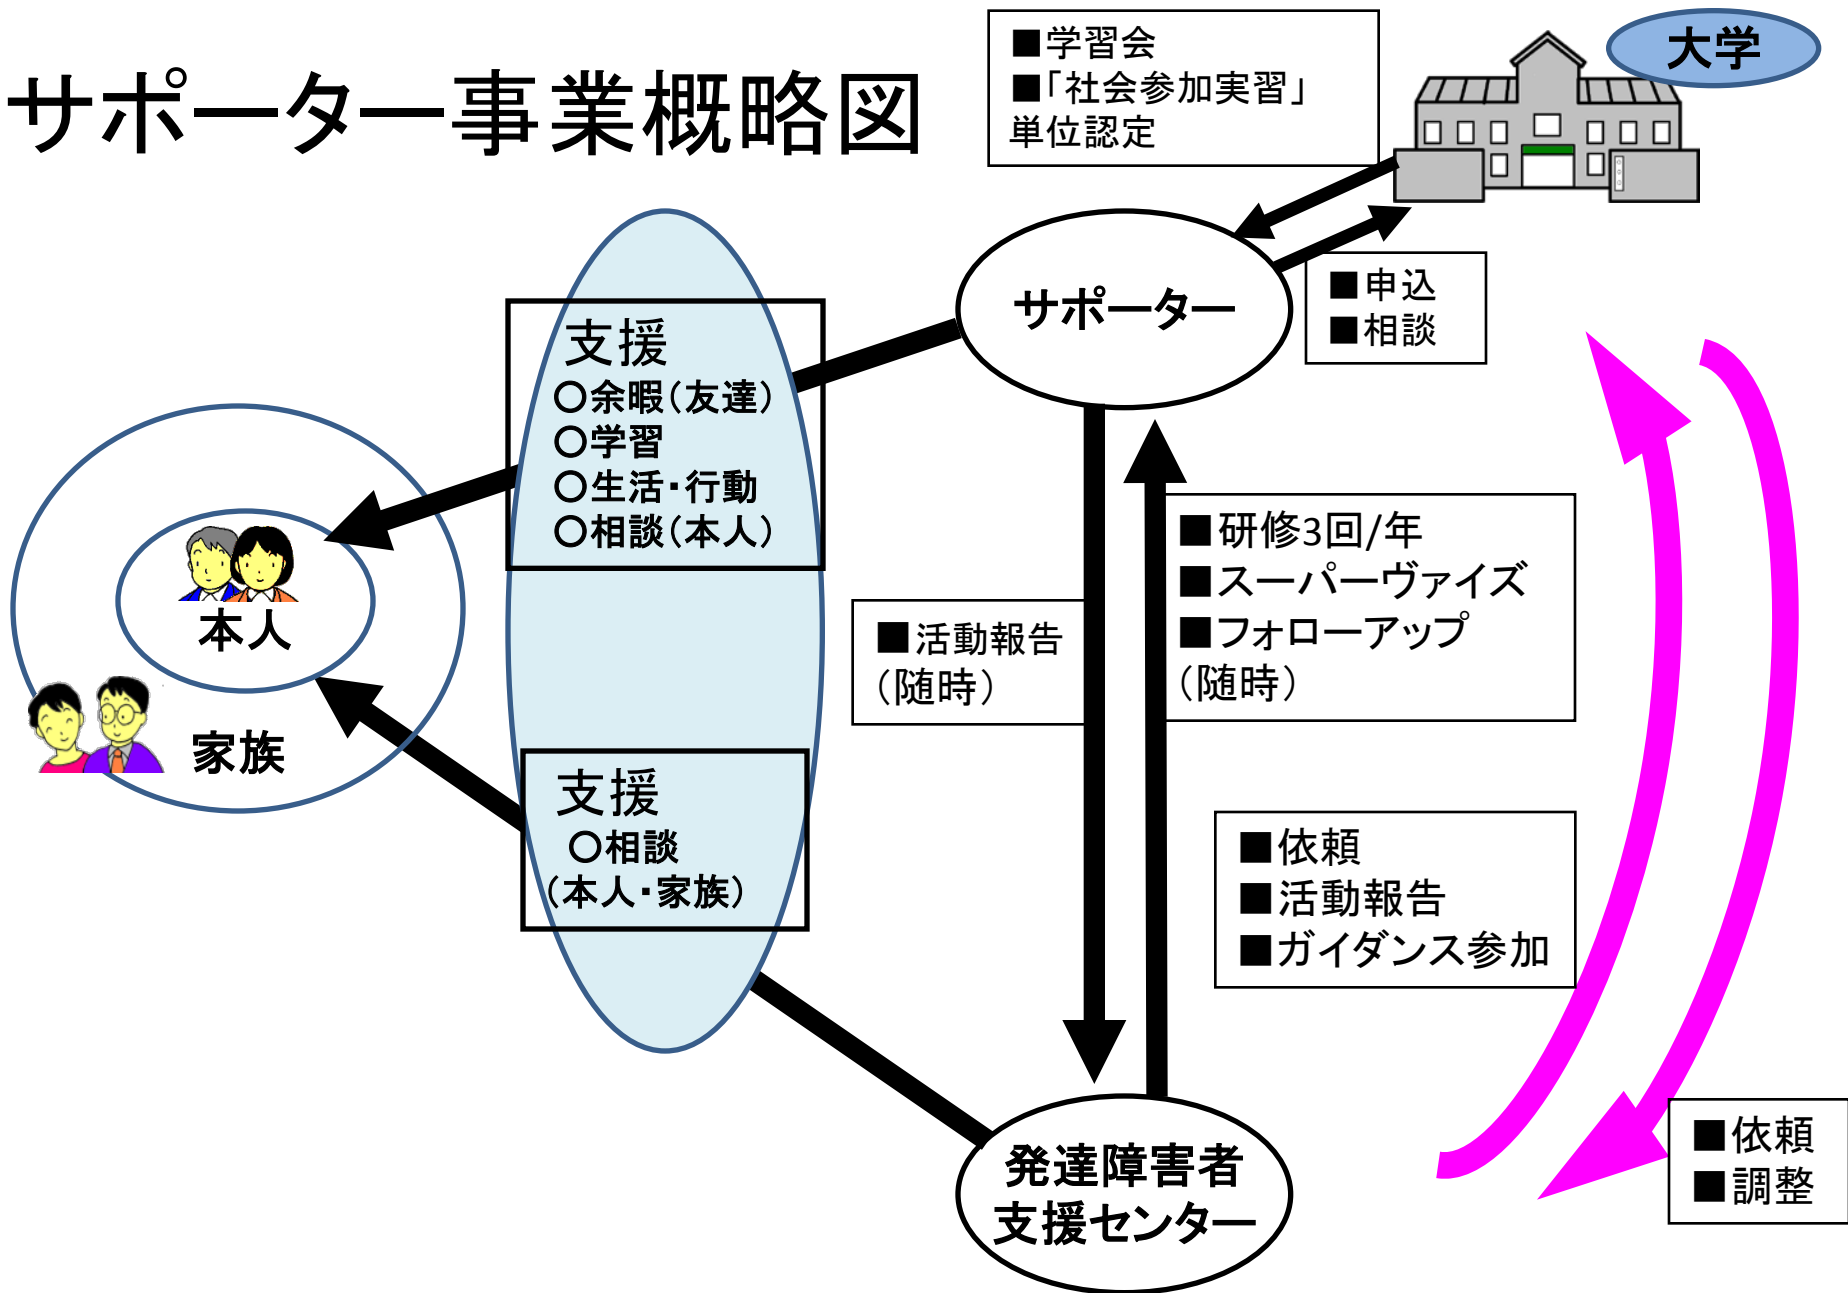 サポーター事業概略図
■学習会
■「社会参加実習」
単位認定
大学
サポーター
■申込
■相談
支援
○余暇(友達)
○学習
○生活・行動
○相談(本人)
本人
家族
■活動報告
(随時)
■研修3回/年
■スーパーヴァイズ
■フォローアップ
(随時)
支援
○相談
(本人・家族)
■依頼
■活動報告
■ガイダンス参加
発達障害者
支援センター
■依頼
■調整